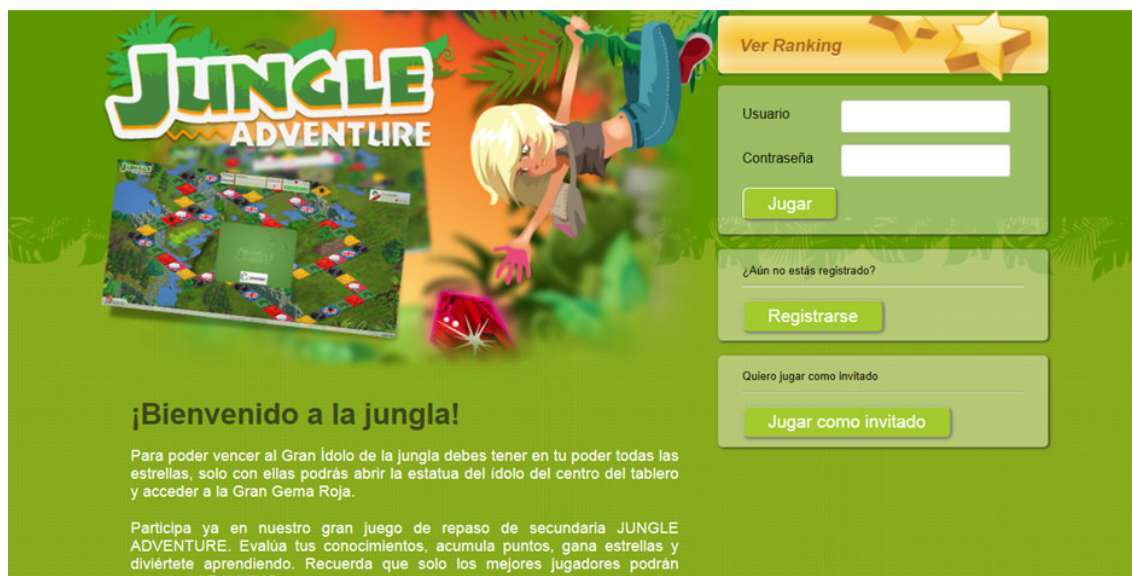 JUNGLE
ADVENTURE
Ver Ranking
Usuario
Contraseña
Jugar
¿Aún no estás registrado?
Registrarse
Quiero jugar como invitado
Jugar como invitado
¡Bienvenido a la jungla!
Para poder vencer al Gran Ídolo de la jungla debes tener en tu poder todas las
estrellas, solo con ellas podrás abrir la estatua del ídolo del centro del tablero
y acceder a la Gran Gema Roja.
Participa ya en nuestro gran juego de repaso de secundaria JUNGLE
ADVENTURE. Evalúa tus conocimientos, acumula puntos, gana estrellas y
diviértete aprendiendo. Recuerda que solo los mejores jugadores podrán